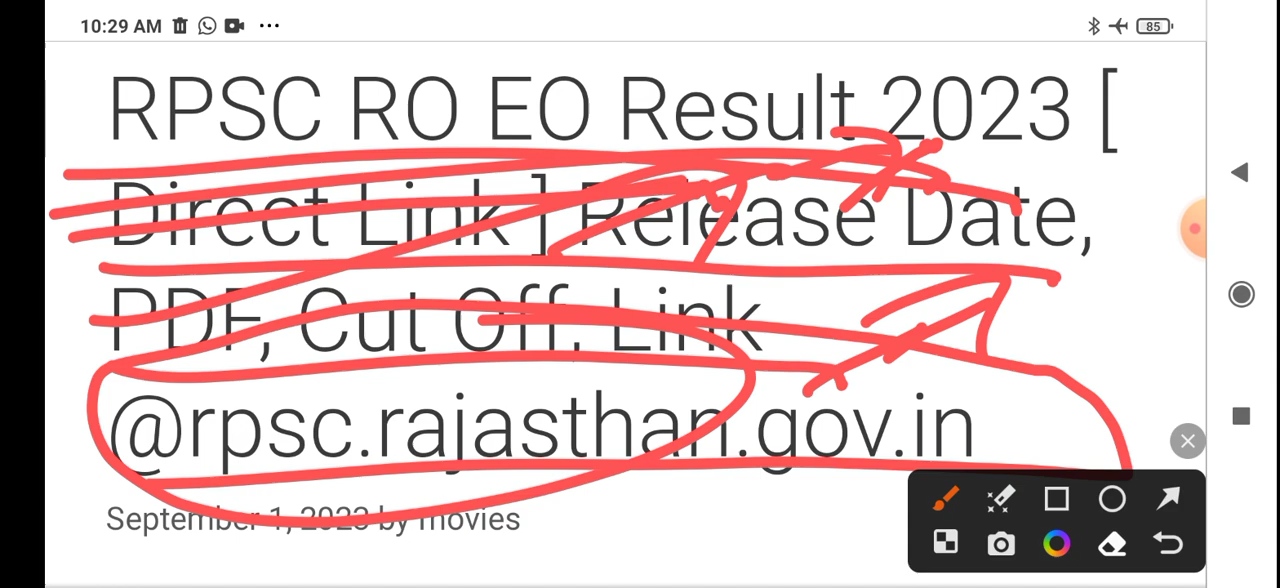 10:29 AM
85
RPSC RO EO Result 2023 [
Direct Link ] Release Date,
PDF, Cut Off, Link
@rpsc.rajasthan.gov.in
September 1, 2023 by movies